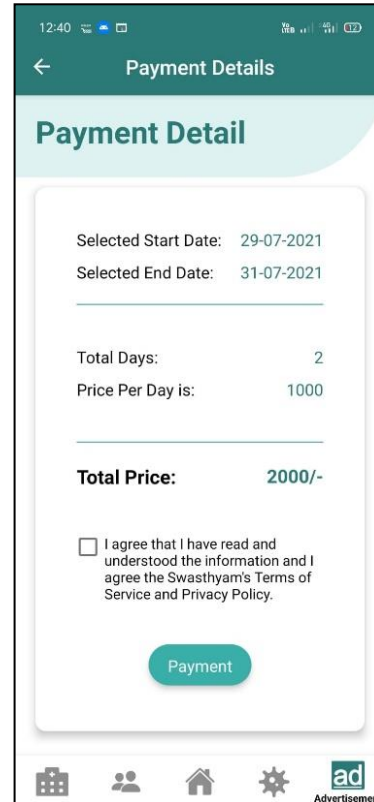 12:40
Payment Details
Payment Detail
Selected Start Date: 29-07-2021
Selected End Date: 31-07-2021
Total Days: 2
Price Per Day is: 1000
Total Price: 2000/-
I agree that I have read and
understood the information and I
agree the Swasthyam's Terms of
Service and Privacy Policy.
Payment
ad
Advertisemen